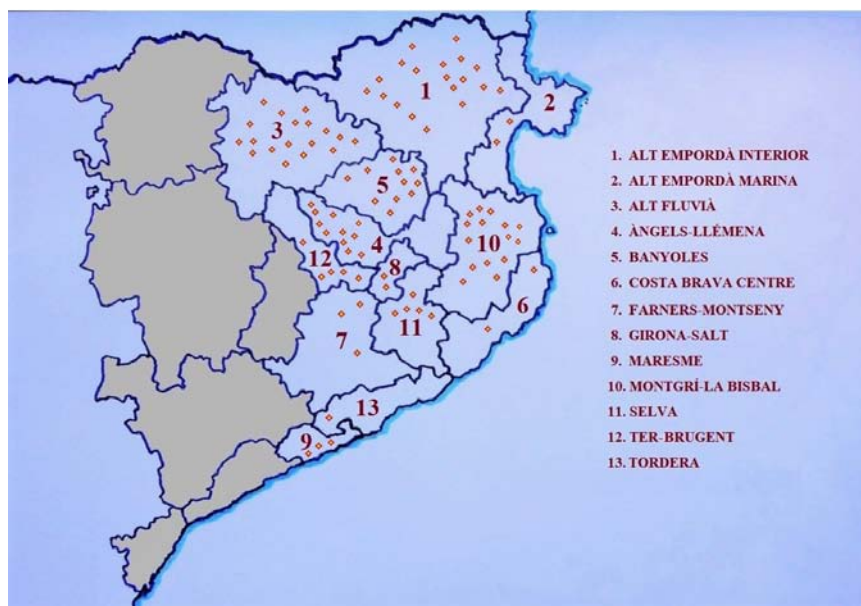 1
2
3
5
10
4
12
8
6
11
7
13
9
1. ALT EMPORDÀ INTERIOR
2. ALT EMPORDÀ MARINA
3. ALT FLUVIÀ
4. ÀNGELS-LLÉMENA
5. BANYOLES
6. COSTA BRAVA CENTRE
7. FARNERS-MONTSENY
8. GIRONA-SALT
9. MARESME
10. MONTGRÍ-LA BISBAL
11. SELVA
12. TER-BRUGENT
13. TORDERA